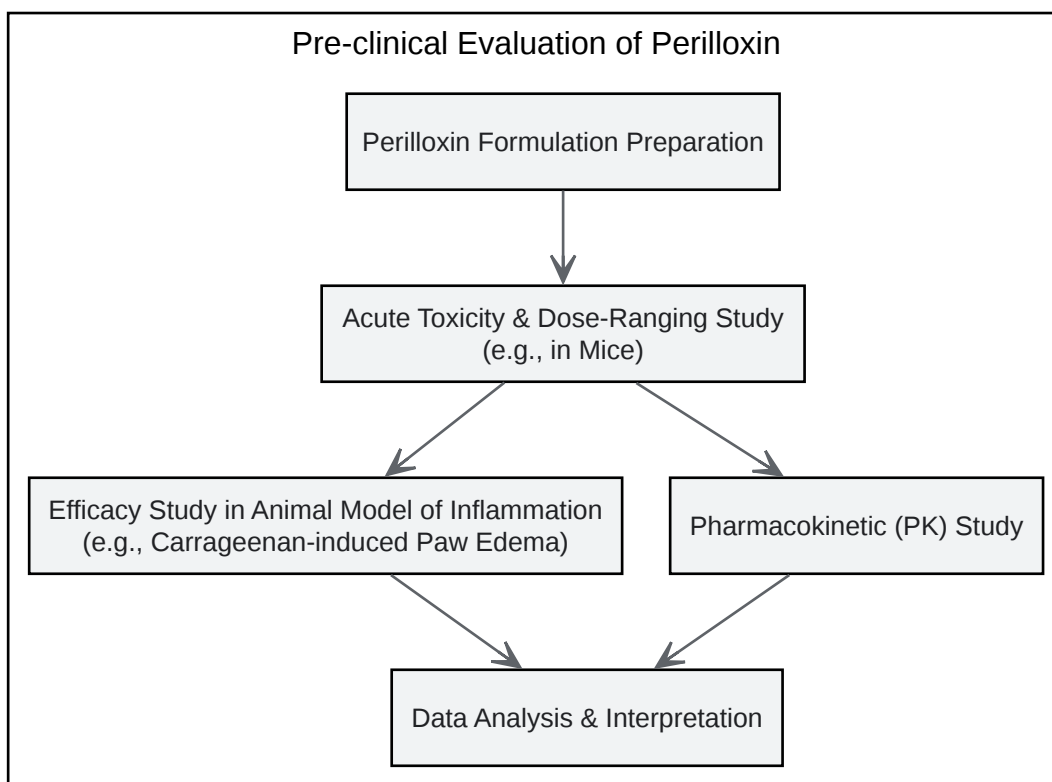 Pre-clinical Evaluation of Perilloxin
Perilloxin Formulation Preparation
Acute Toxicity & Dose-Ranging Study
(e.g., in Mice)
Efficacy Study in Animal Model of Inflammation
(e.g., Carrageenan-induced Paw Edema)
Pharmacokinetic (PK) Study
Data Analysis & Interpretation